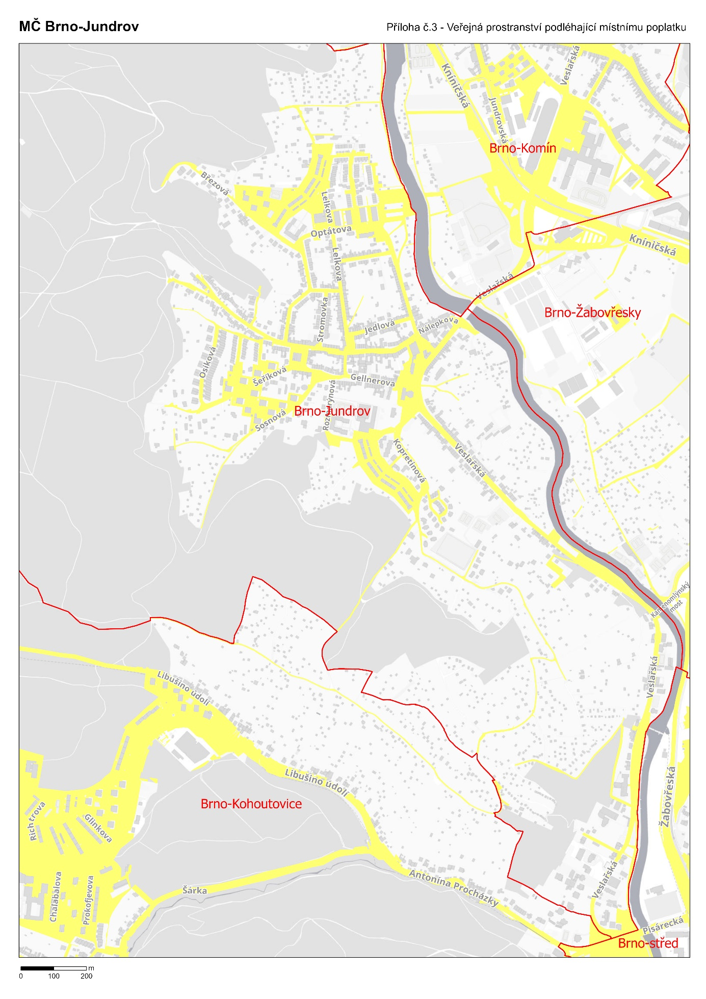 MČ Brno-Jundrov
Příloha č.3 - Veřejná prostranství podléhající místnímu poplatku
Veslařská
Kníničská
Jundrovská
Brno-Komín
Březová
Lelkova
Optátova
Kníničská
Lelkova
Veslařská
Brno-Žabovřesky
Stromovka
Jedlová
Nálepkova
Osiková
Šeříková
Gellnerova
Rozmarýnová
Brno-Jundrov
Sosnová
Kopretinová
Veslařská
Kamenomlýnský
most
Libušino údolí
Veslařská
Libušino údolí
Žabovřeská
Brno-Kohoutovice
Richtrova
Glinkova
Veslařská
Chalabalova
Prokofjevova
Šárka
Antonína Procházky
Pisárecká
Brno-střed
m
0 100 200